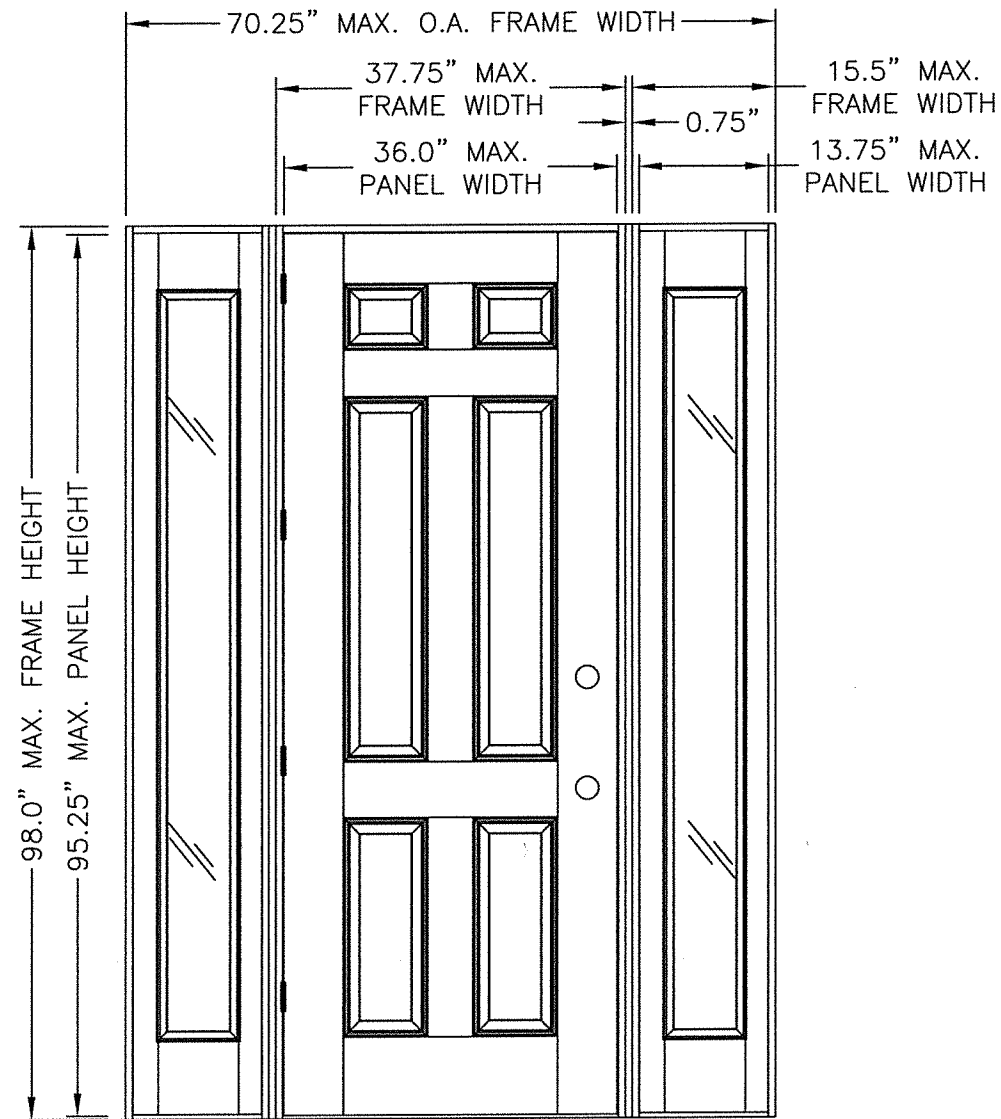 70.25” MAX. O.A. FRAME WIDTH
37.75” MAX.
FRAME WIDTH
15.5” MAX.
FRAME WIDTH
0.75”
36.0” MAX.
PANEL WIDTH
13.75” MAX.
PANEL WIDTH
98.0” MAX. FRAME HEIGHT
95.25” MAX. PANEL HEIGHT